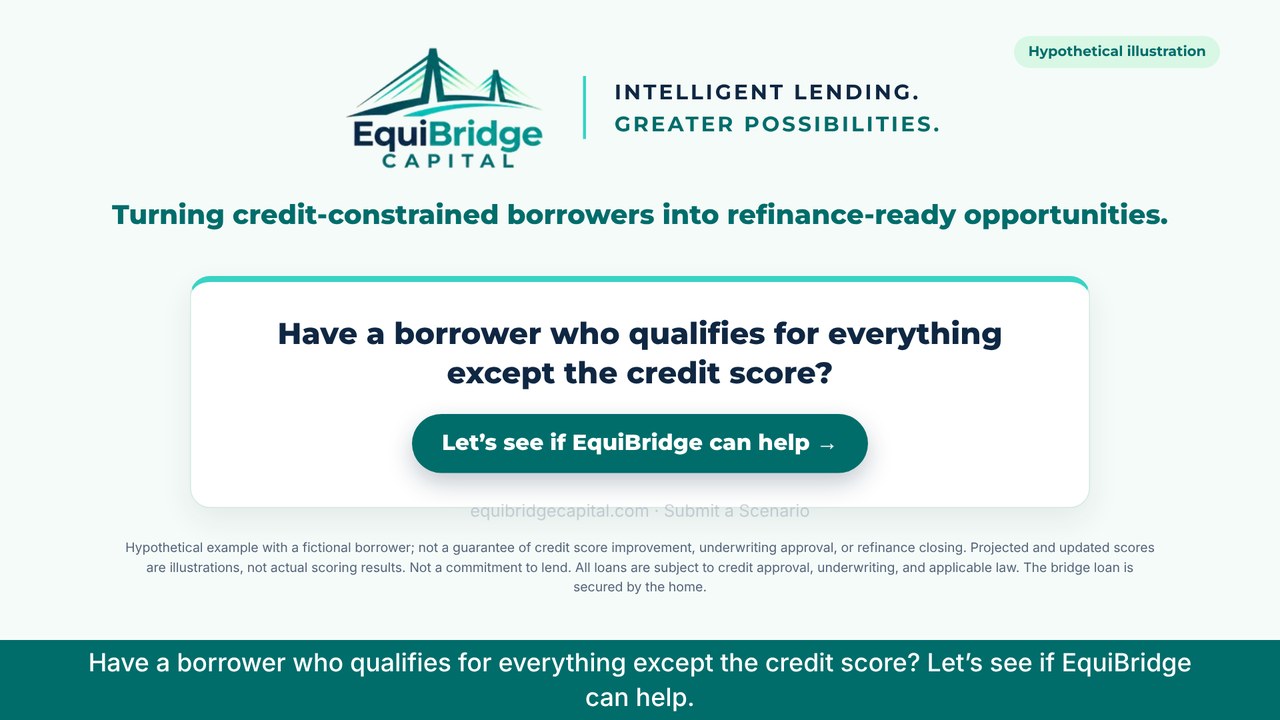 Hypothetical illustration
EquiBridge
CAPITAL
INTELLIGENT LENDING.
GREATER POSSIBILITIES.
Turning credit-constrained borrowers into refinance-ready opportunities.
Have a borrower who qualifies for everything
except the credit score?
Let’s see if EquiBridge can help →
equibridgecapital.com · Submit a Scenario
Hypothetical example with a fictional borrower; not a guarantee of credit score improvement, underwriting approval, or refinance closing. Projected and updated scores
are illustrations, not actual scoring results. Not a commitment to lend. All loans are subject to credit approval, underwriting, and applicable law. The bridge loan is
secured by the home.
Have a borrower who qualifies for everything except the credit score? Let’s see if EquiBridge
can help.